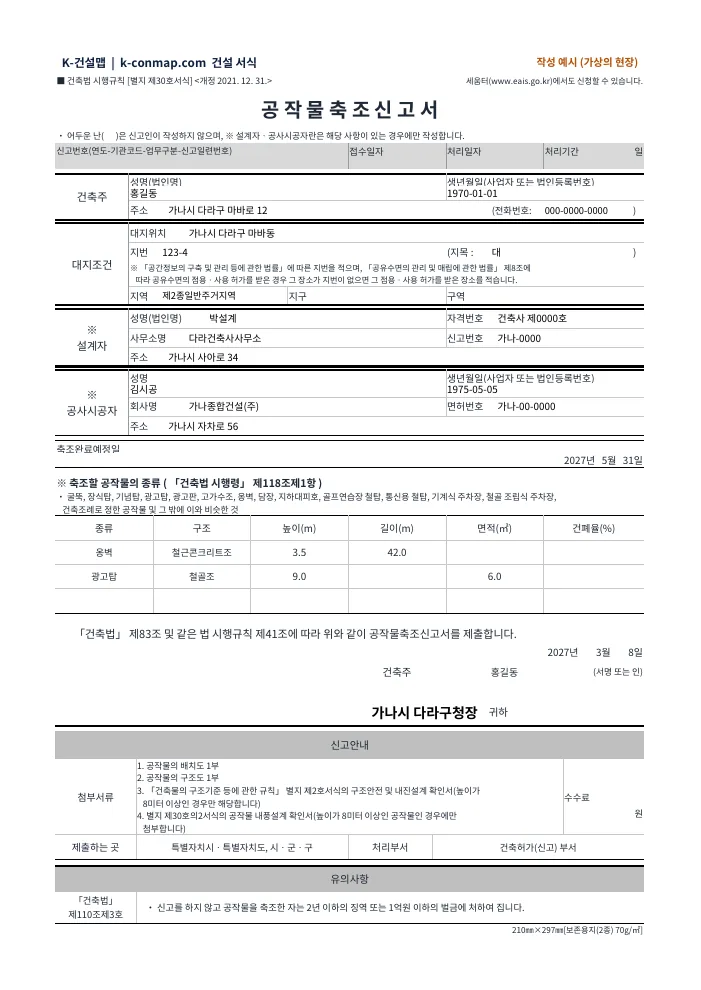 K-건설맵 | k-conmap.com 건설 서식
작성 예시 (가상의 현장)
■ 건축법 시행규칙 [별지 제30호서식] <개정 2021. 12. 31.>
세움터(www.eais.go.kr)에서도 신청할 수 있습니다.
공작물축조신고서
· 어두운 난( )은 신고인이 작성하지 않으며, ※ 설계자ㆍ공사시공자란은 해당 사항이 있는 경우에만 작성합니다.
신고번호(연도-기관코드-업무구분-신고일련번호) 접수일자 처리일자 처리기간 일
건축주
성명(법인명) 생년월일(사업자 또는 법인등록번호)
홍길동 1970-01-01
주소 가나시 다라구 마바로 12 (전화번호: 000-0000-0000 )
대지조건
대지위치 가나시 다라구 마바동
지번 123-4 (지목 : 대 )
※ 「공간정보의 구축 및 관리 등에 관한 법률」에 따른 지번을 적으며, 「공유수면의 관리 및 매립에 관한 법률」 제8조에
따라 공유수면의 점용ㆍ사용 허가를 받은 경우 그 장소가 지번이 없으면 그 점용ㆍ사용 허가를 받은 장소를 적습니다.
지역 제2종일반주거지역 지구 구역
※
설계자
성명(법인명) 박설계 자격번호 건축사 제0000호
사무소명 다라건축사사무소 신고번호 가나-0000
주소 가나시 사아로 34
※
공사시공자
성명 생년월일(사업자 또는 법인등록번호)
김시공 1975-05-05
회사명 가나종합건설(주) 면허번호 가나-00-0000
주소 가나시 자차로 56
축조완료예정일
2027년 5월 31일
※ 축조할 공작물의 종류 ( 「건축법 시행령」 제118조제1항 )
· 굴뚝, 장식탑, 기념탑, 광고탑, 광고판, 고가수조, 옹벽, 담장, 지하대피호, 골프연습장 철탑, 통신용 철탑, 기계식 주차장, 철골 조립식 주차장,
건축조례로 정한 공작물 및 그 밖에 이와 비슷한 것
종류 구조 높이(m) 길이(m) 면적(㎡) 건폐율(%)
옹벽 철근콘크리트조 3.5 42.0
광고탑 철골조 9.0 6.0
「건축법」 제83조 및 같은 법 시행규칙 제41조에 따라 위와 같이 공작물축조신고서를 제출합니다.
2027년 3월 8일
건축주 홍길동 (서명 또는 인)
가나시 다라구청장 귀하
신고안내
첨부서류
1. 공작물의 배치도 1부
2. 공작물의 구조도 1부
3. 「건축물의 구조기준 등에 관한 규칙」 별지 제2호서식의 구조안전 및 내진설계 확인서(높이가
8미터 이상인 경우만 해당합니다)
4. 별지 제30호의2서식의 공작물 내풍설계 확인서(높이가 8미터 이상인 공작물인 경우에만
첨부합니다)
수수료
원
제출하는 곳 특별자치시ㆍ특별자치도, 시ㆍ군ㆍ구 처리부서 건축허가(신고) 부서
유의사항
「건축법」
제110조제3호
· 신고를 하지 않고 공작물을 축조한 자는 2년 이하의 징역 또는 1억원 이하의 벌금에 처하여 집니다.
210㎜×297㎜[보존용지(2종) 70g/㎡]